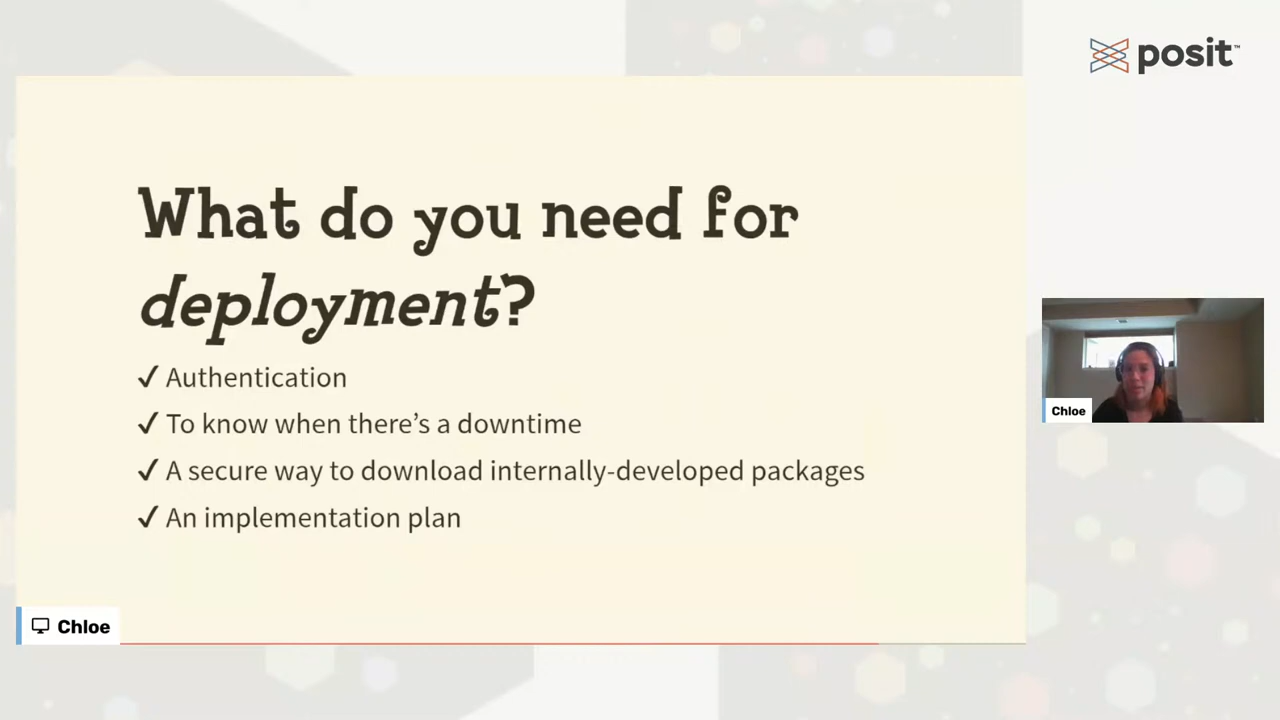 posit™
What do you need for
deployment?
✓ Authentication
✓ To know when there's a downtime
✓ A secure way to download internally-developed packages
✓ An implementation plan
Chloe
Chloe